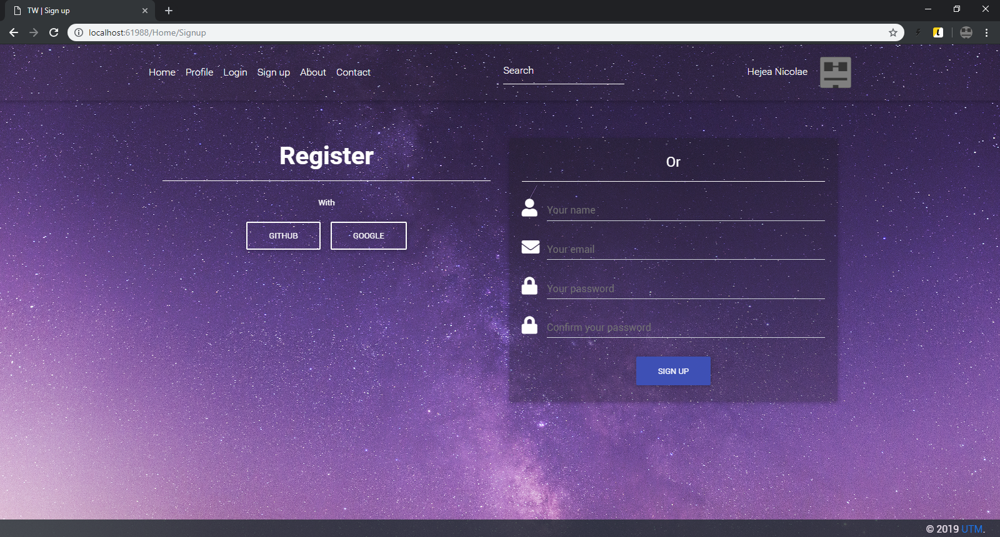 TW | Sign up
localhost:61988/Home/Signup
Home Profile Login Sign up About Contact
Search
Hejea Nicolae
Register
With
GITHUB GOOGLE
Or
Your name
Your email
Your password
Confirm your password
SIGN UP
© 2019 UTM.